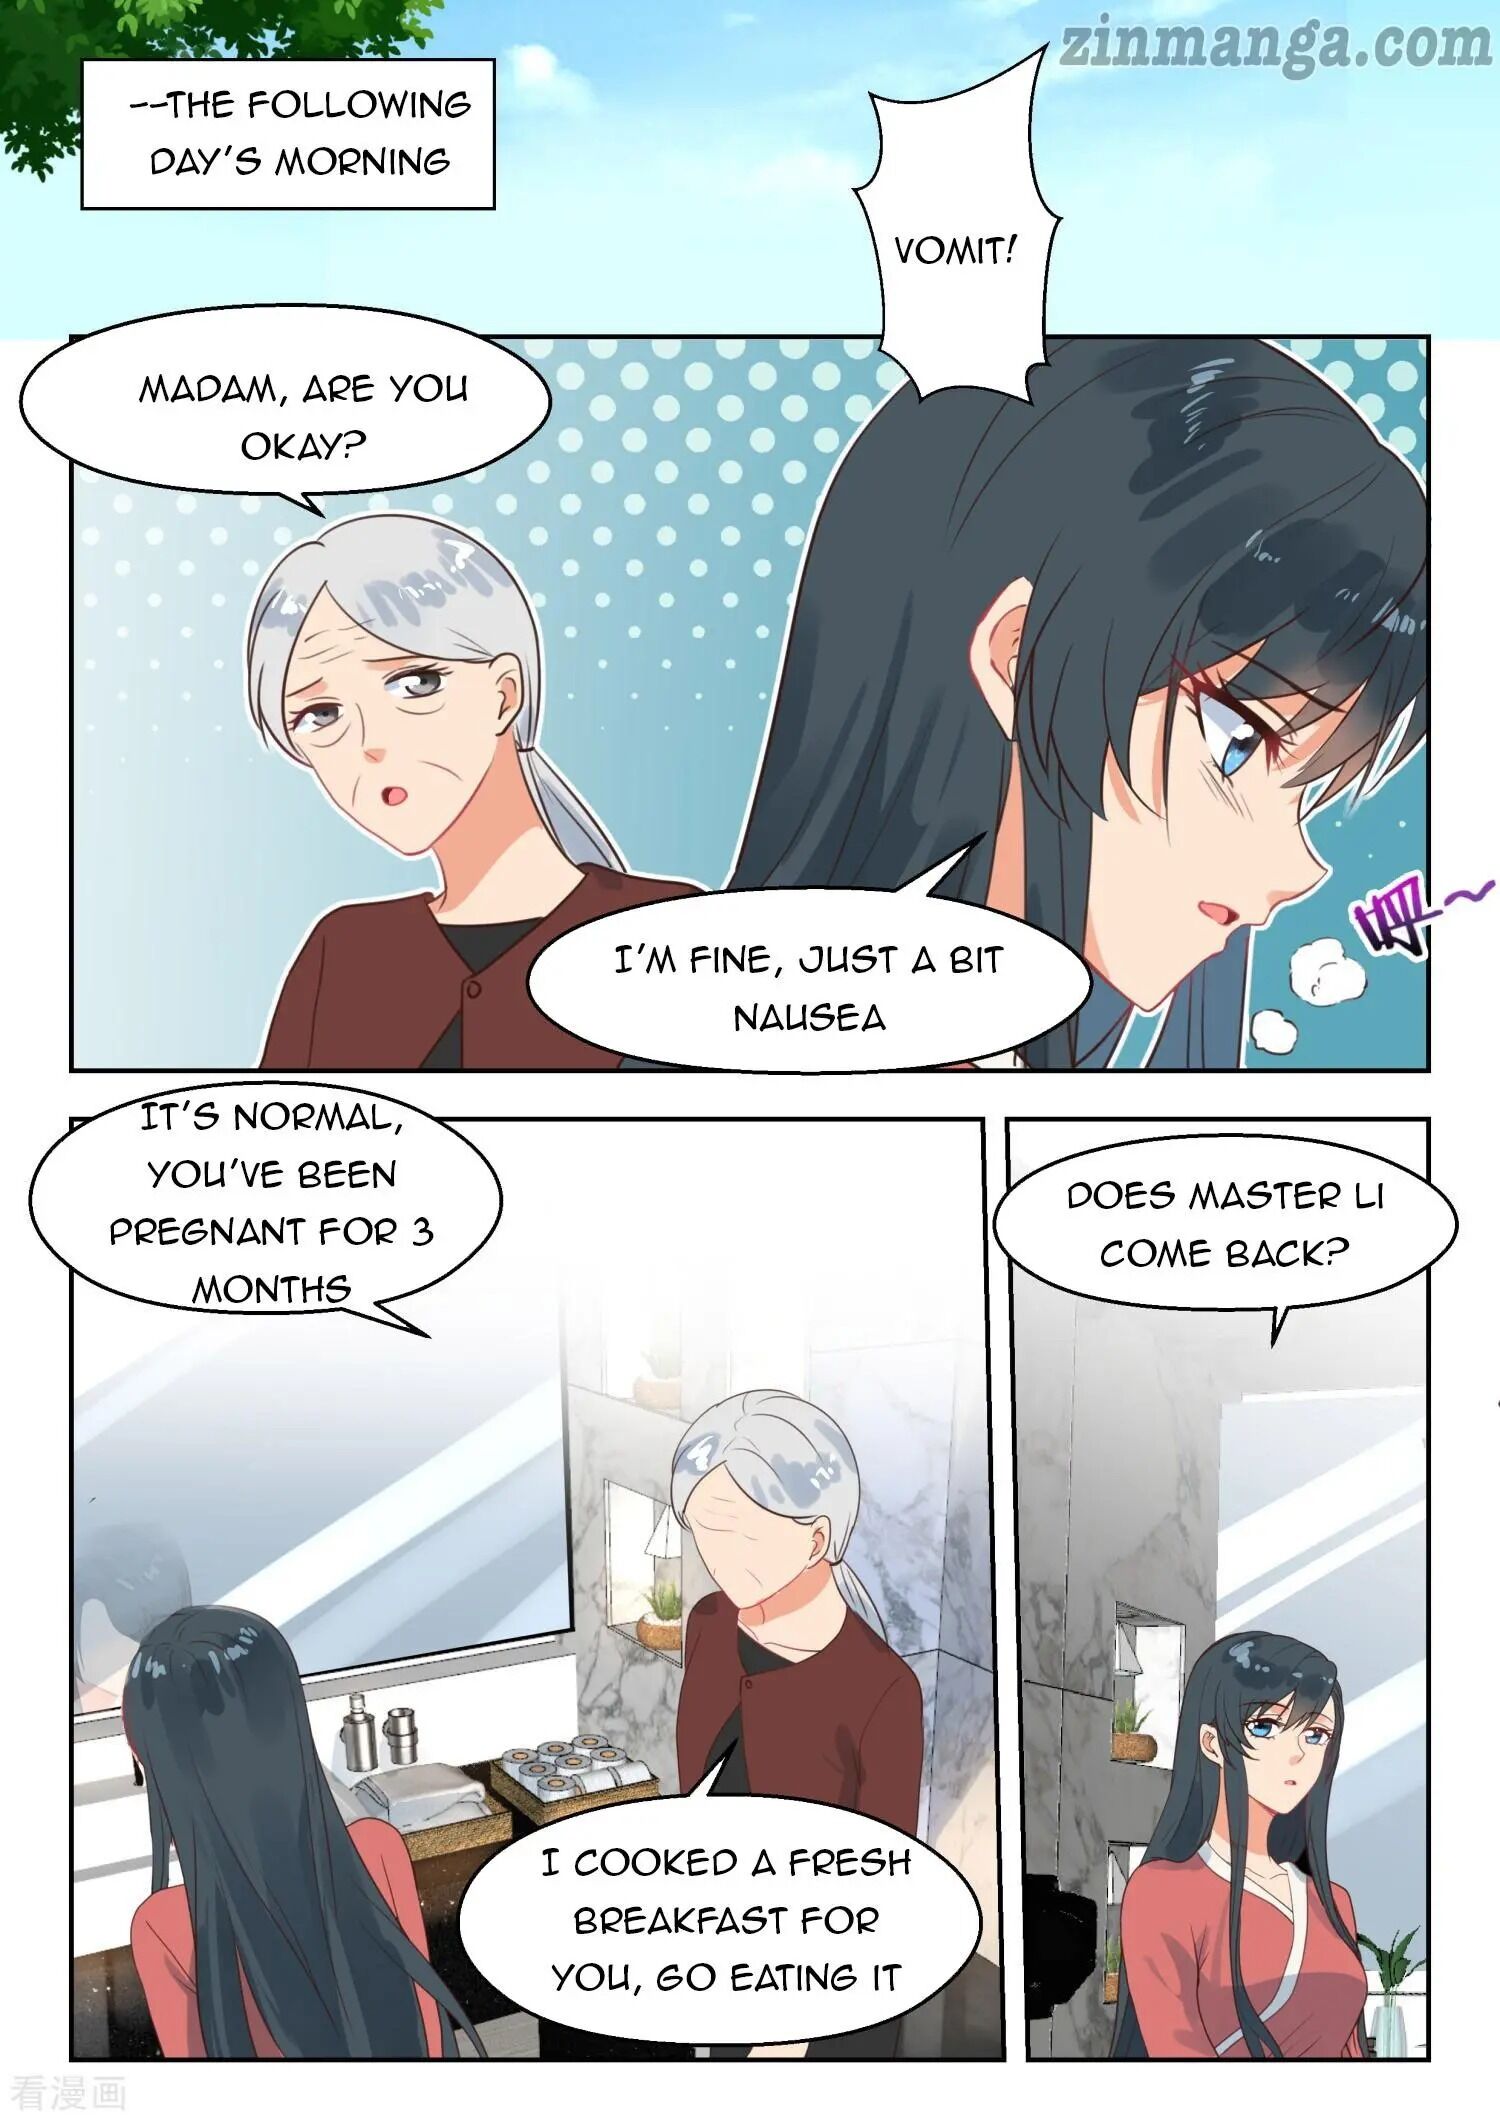 zinmanga.com
--THE FOLLOWING
DAY'S MORNING
VOMIT!
MADAM, ARE YOU
OKAY?
I'M FINE, JUST A BIT
NAUSEA
呼~
IT'S NORMAL,
YOU'VE BEEN
PREGNANT FOR 3
MONTHS
I COOKED A FRESH
BREAKFAST FOR
YOU, GO EATING IT
DOES MASTER LI
COME BACK?
看漫画